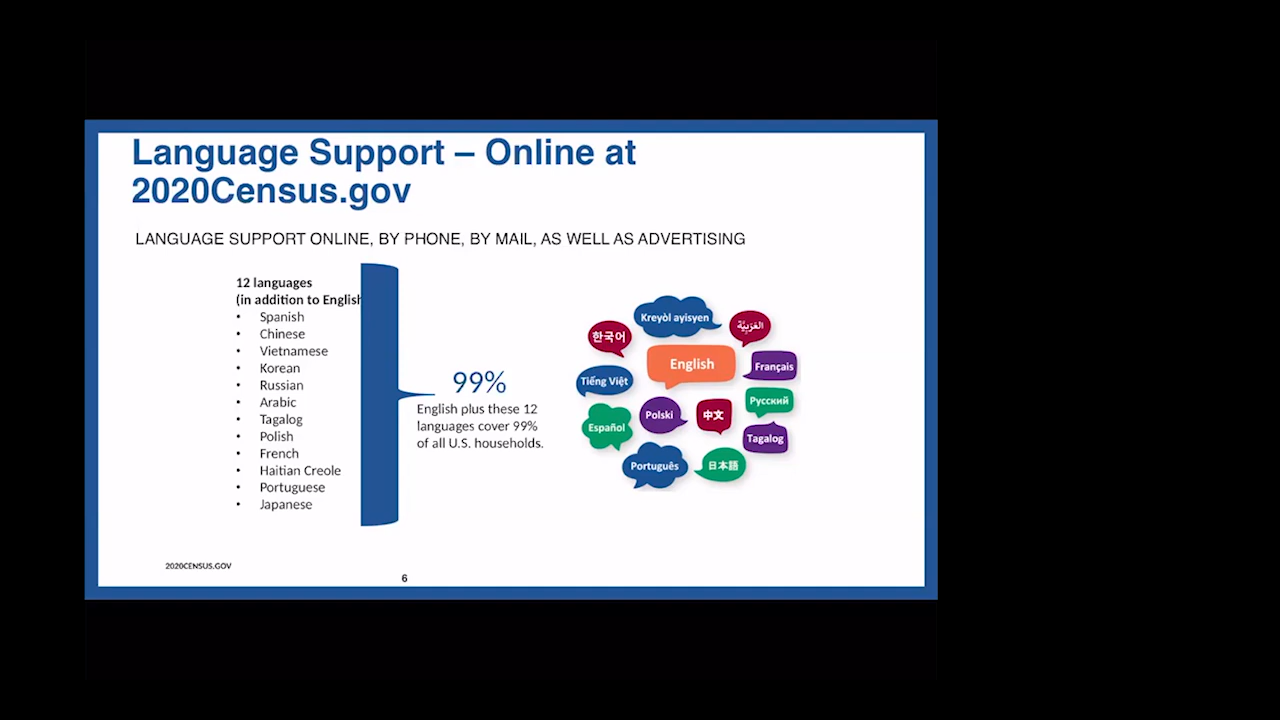 Language Support – Online at
2020Census.gov
LANGUAGE SUPPORT ONLINE, BY PHONE, BY MAIL, AS WELL AS ADVERTISING
12 languages
(in addition to English
• Spanish
• Chinese
• Vietnamese
• Korean
• Russian
• Arabic
• Tagalog
• Polish
• French
• Haitian Creole
• Portuguese
• Japanese
99%
English plus these 12
languages cover 99%
of all U.S. households.
Kreyòl ayisyen
العَرَبِيَّة
한국어
English
Français
Tiếng Việt
Русский
Polski
中文
Español
Tagalog
Português
日本語
2020CENSUS.GOV
6